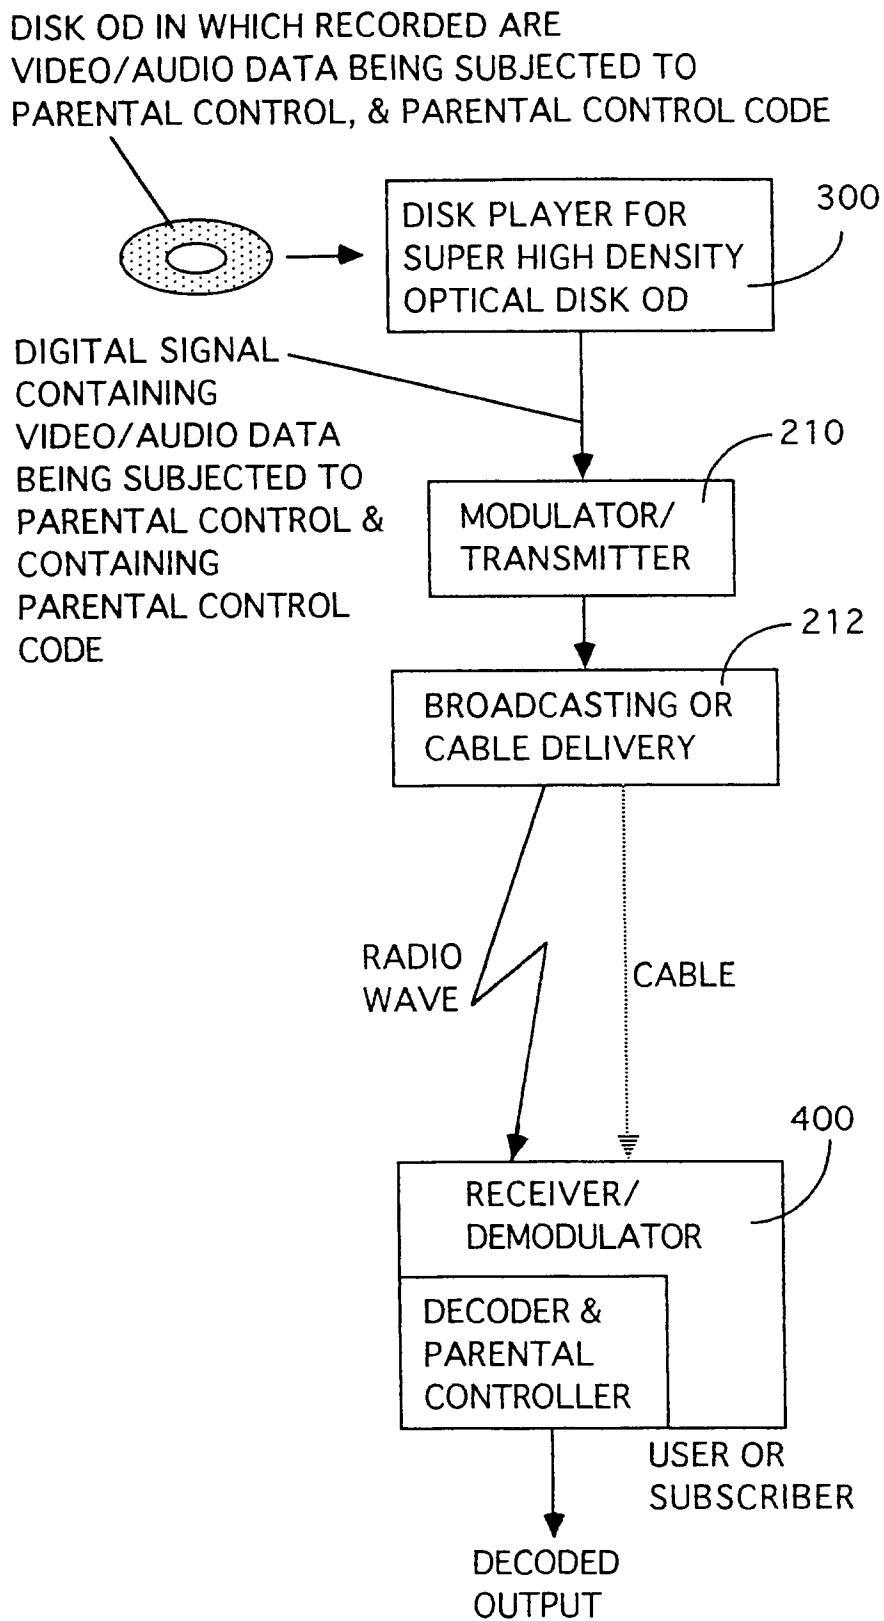 DISK OD IN WHICH RECORDED ARE
VIDEO/AUDIO DATA BEING SUBJECTED TO
PARENTAL CONTROL, & PARENTAL CONTROL CODE
DISK PLAYER FOR
SUPER HIGH DENSITY
OPTICAL DISK OD
300
DIGITAL SIGNAL
CONTAINING
VIDEO/AUDIO DATA
BEING SUBJECTED TO
PARENTAL CONTROL &
CONTAINING
PARENTAL CONTROL
CODE
210
MODULATOR/
TRANSMITTER
212
BROADCASTING OR
CABLE DELIVERY
RADIO
WAVE
CABLE
400
RECEIVER/
DEMODULATOR
DECODER &
PARENTAL
CONTROLLER
USER OR
SUBSCRIBER
DECODED
OUTPUT